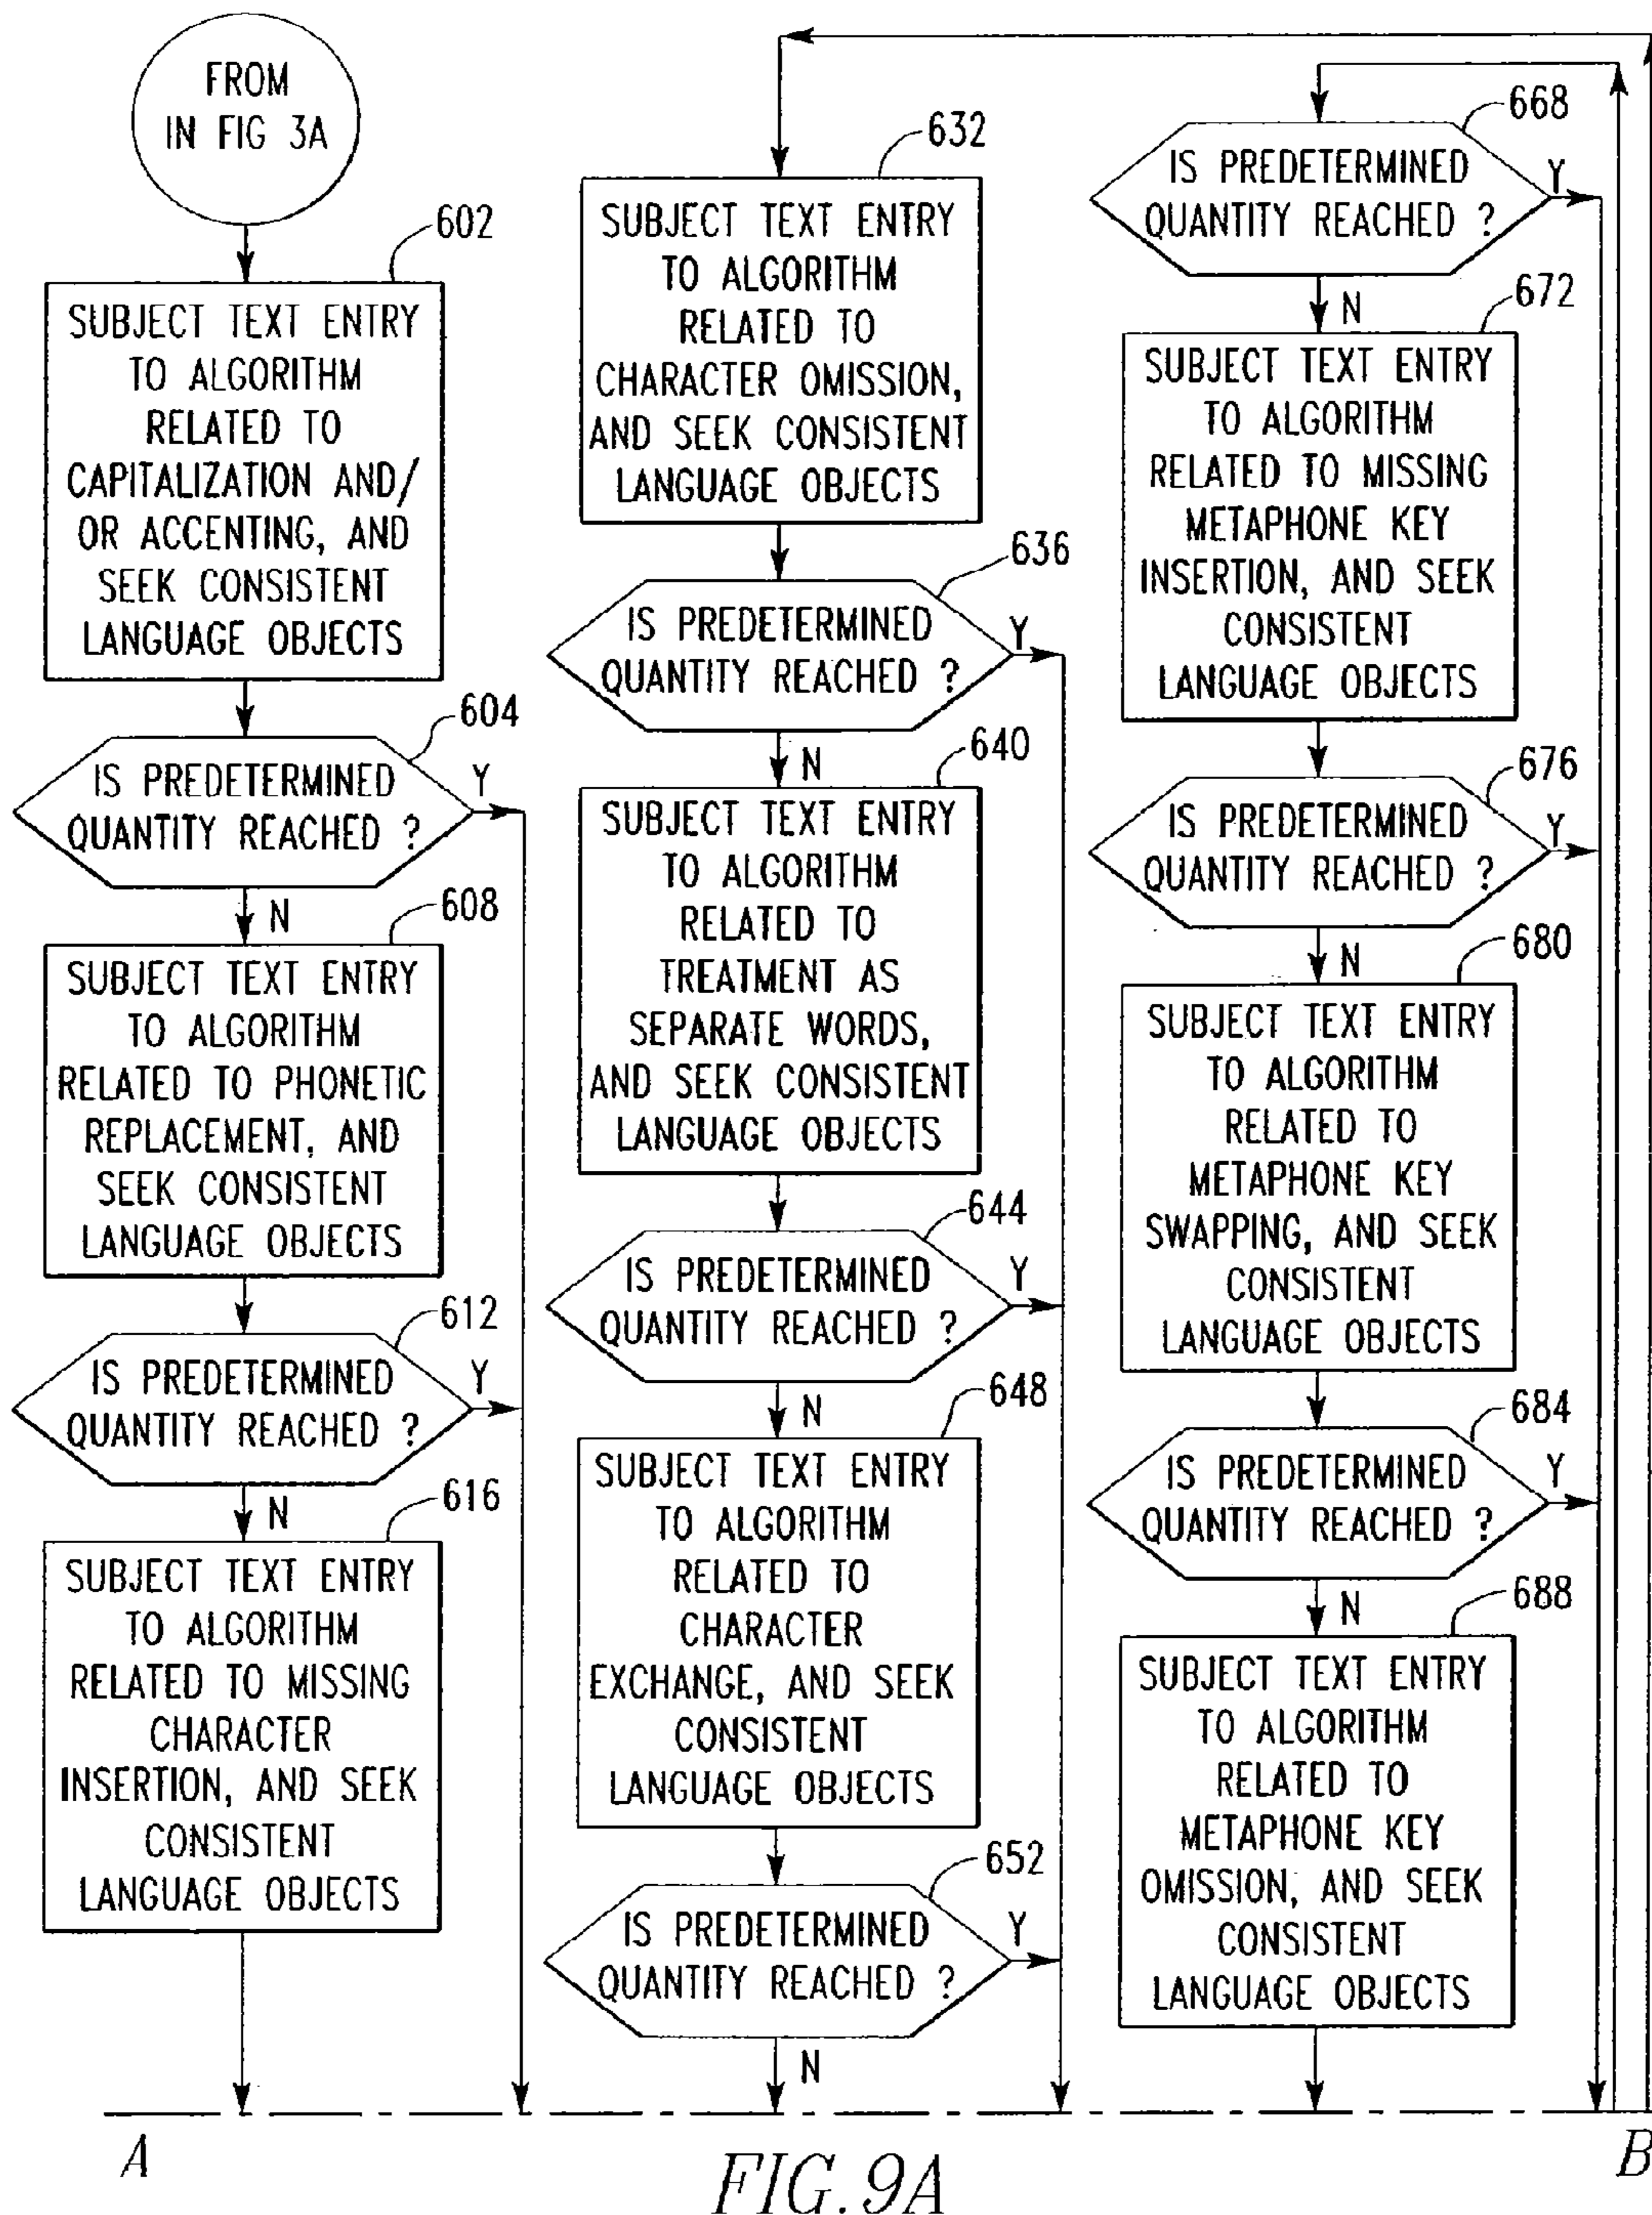 FROM
IN FIG 3A
602
SUBJECT TEXT ENTRY
TO ALGORITHM
RELATED TO
CAPITALIZATION AND/
OR ACCENTING, AND
SEEK CONSISTENT
LANGUAGE OBJECTS
604
IS PREDETERMINED
QUANTITY REACHED ?
Y
N
608
SUBJECT TEXT ENTRY
TO ALGORITHM
RELATED TO PHONETIC
REPLACEMENT, AND
SEEK CONSISTENT
LANGUAGE OBJECTS
612
IS PREDETERMINED
QUANTITY REACHED ?
Y
N
616
SUBJECT TEXT ENTRY
TO ALGORITHM
RELATED TO MISSING
CHARACTER
INSERTION, AND SEEK
CONSISTENT
LANGUAGE OBJECTS
632
SUBJECT TEXT ENTRY
TO ALGORITHM
RELATED TO
CHARACTER OMISSION,
AND SEEK CONSISTENT
LANGUAGE OBJECTS
636
IS PREDETERMINED
QUANTITY REACHED ?
Y
N
640
SUBJECT TEXT ENTRY
TO ALGORITHM
RELATED TO
TREATMENT AS
SEPARATE WORDS,
AND SEEK CONSISTENT
LANGUAGE OBJECTS
644
IS PREDETERMINED
QUANTITY REACHED ?
Y
N
648
SUBJECT TEXT ENTRY
TO ALGORITHM
RELATED TO
CHARACTER
EXCHANGE, AND SEEK
CONSISTENT
LANGUAGE OBJECTS
652
IS PREDETERMINED
QUANTITY REACHED ?
Y
N
668
IS PREDETERMINED
QUANTITY REACHED ?
Y
N
672
SUBJECT TEXT ENTRY
TO ALGORITHM
RELATED TO MISSING
METAPHONE KEY
INSERTION, AND SEEK
CONSISTENT
LANGUAGE OBJECTS
676
IS PREDETERMINED
QUANTITY REACHED ?
Y
N
680
SUBJECT TEXT ENTRY
TO ALGORITHM
RELATED TO
METAPHONE KEY
SWAPPING, AND SEEK
CONSISTENT
LANGUAGE OBJECTS
684
IS PREDETERMINED
QUANTITY REACHED ?
Y
N
688
SUBJECT TEXT ENTRY
TO ALGORITHM
RELATED TO
METAPHONE KEY
OMISSION, AND SEEK
CONSISTENT
LANGUAGE OBJECTS
A
B
FIG. 9A